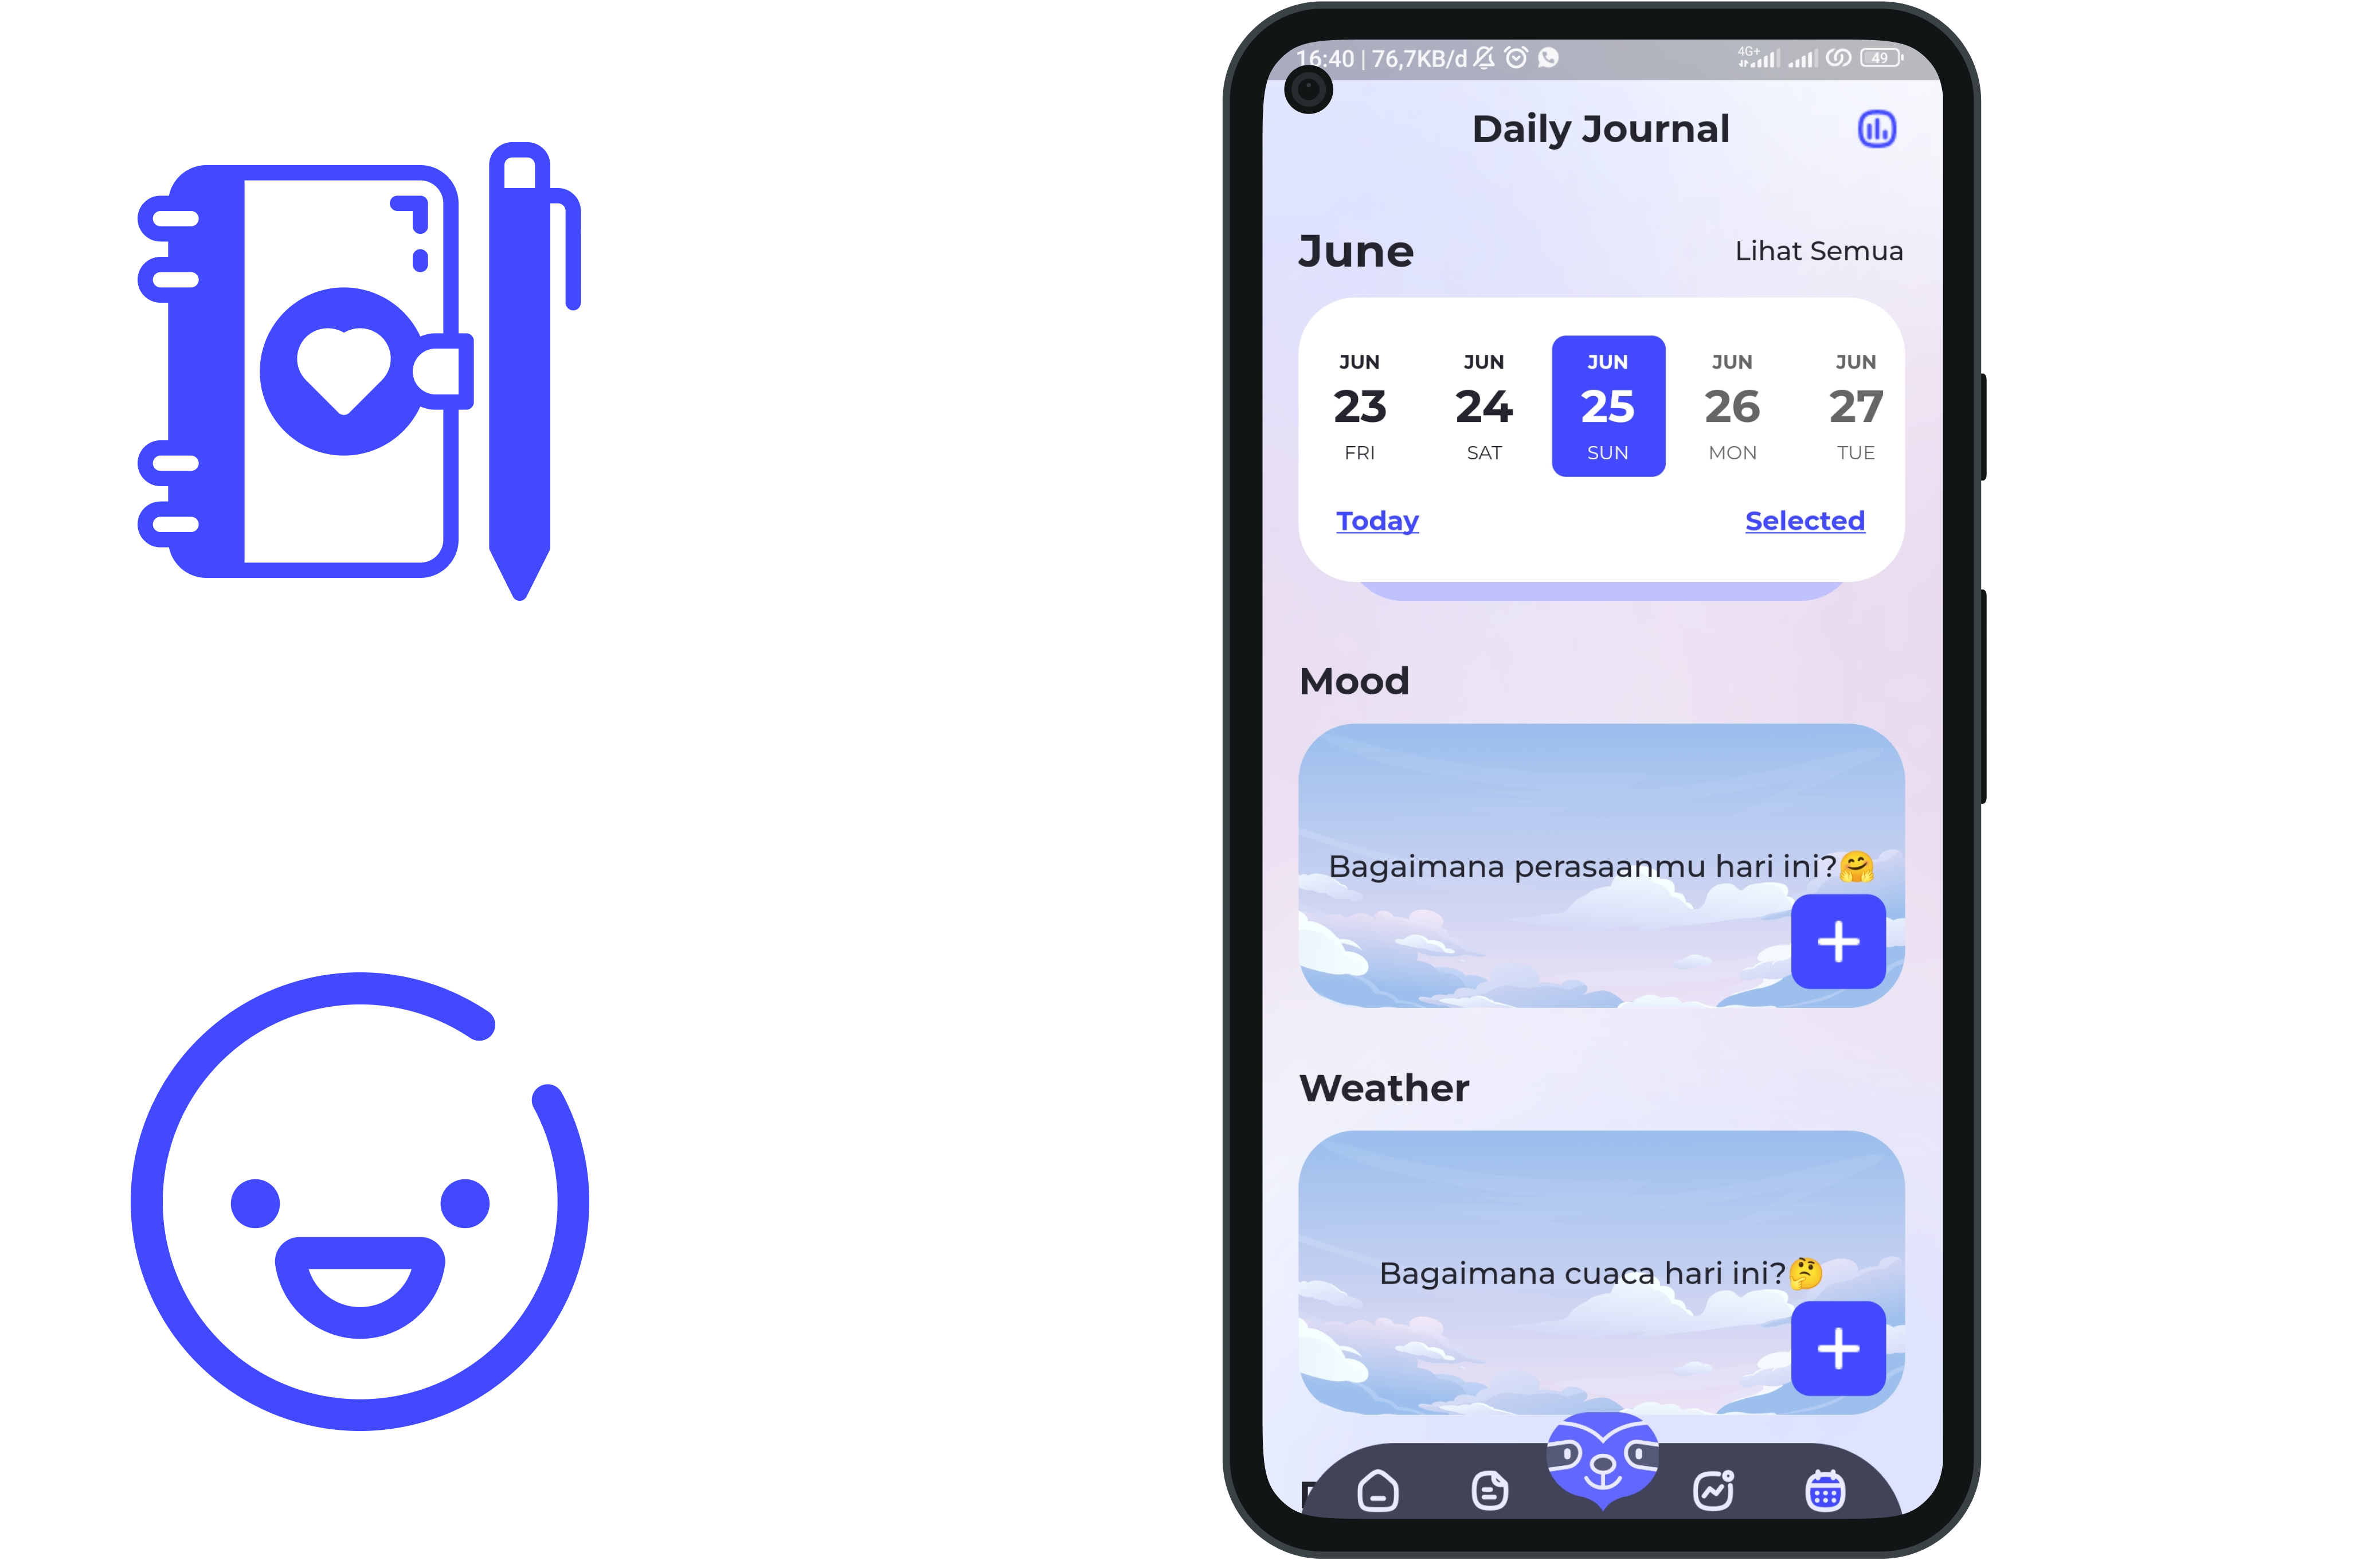 16:40 | 76,7KB/d 4G+ 49
Daily Journal
June Lihat Semua
JUN JUN JUN JUN JUN
23 24 25 26 27
FRI SAT SUN MON TUE
Today Selected
Mood
Bagaimana perasaanmu hari ini?🤗
Weather
Bagaimana cuaca hari ini?🤔